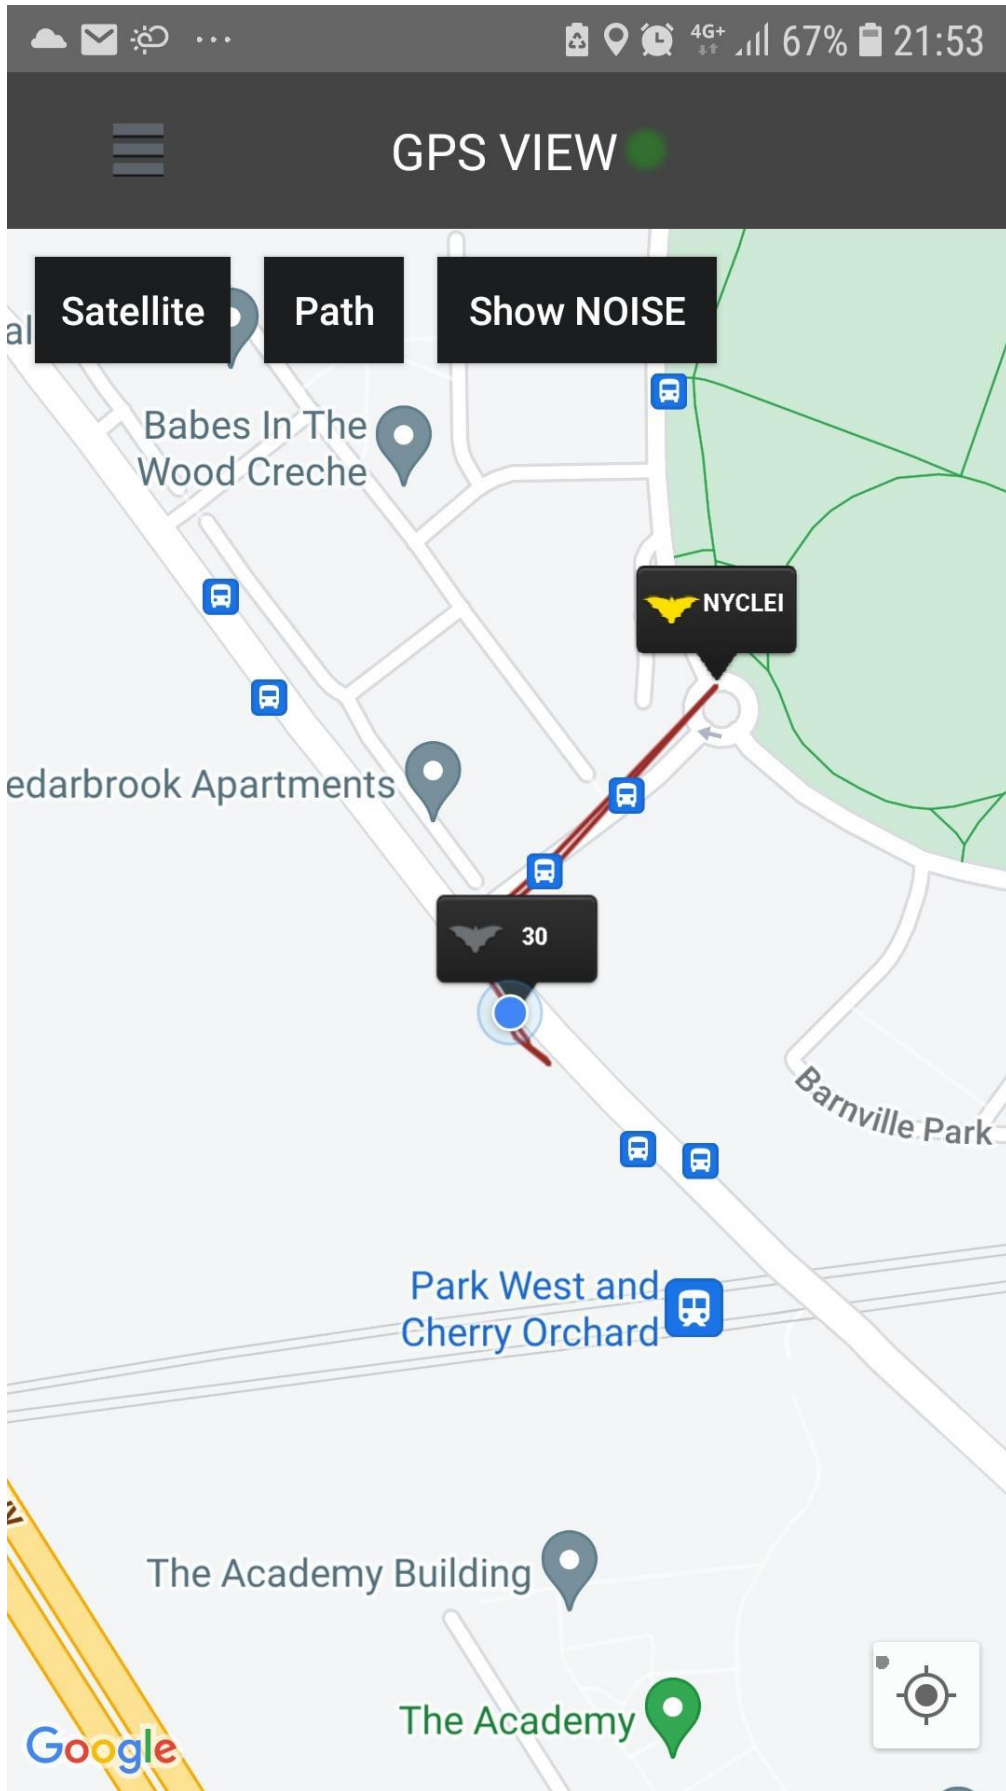 4G+ 67% 21:53
GPS VIEW
Satellite Path Show NOISE
Babes In The
Wood Creche
NYCLEI
edarbrook Apartments
30
Barnville Park
Park West and
Cherry Orchard
The Academy Building
The Academy
Google